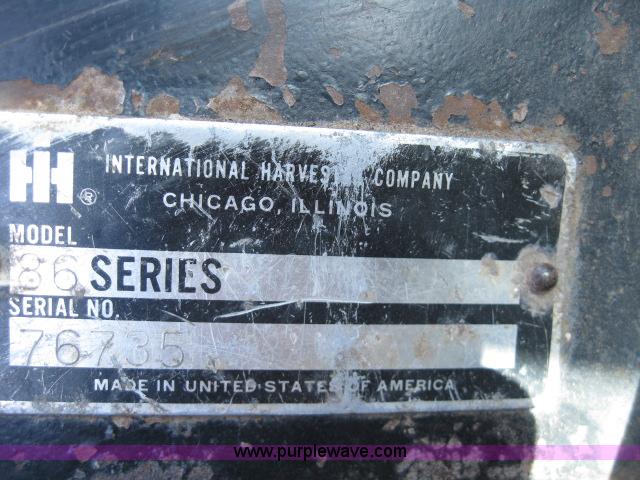 IH ®
INTERNATIONAL HARVESTER COMPANY
CHICAGO, ILLINOIS
MODEL
86 SERIES
SERIAL NO.
76735
MADE IN UNITED STATES OF AMERICA
www.purplewave.com